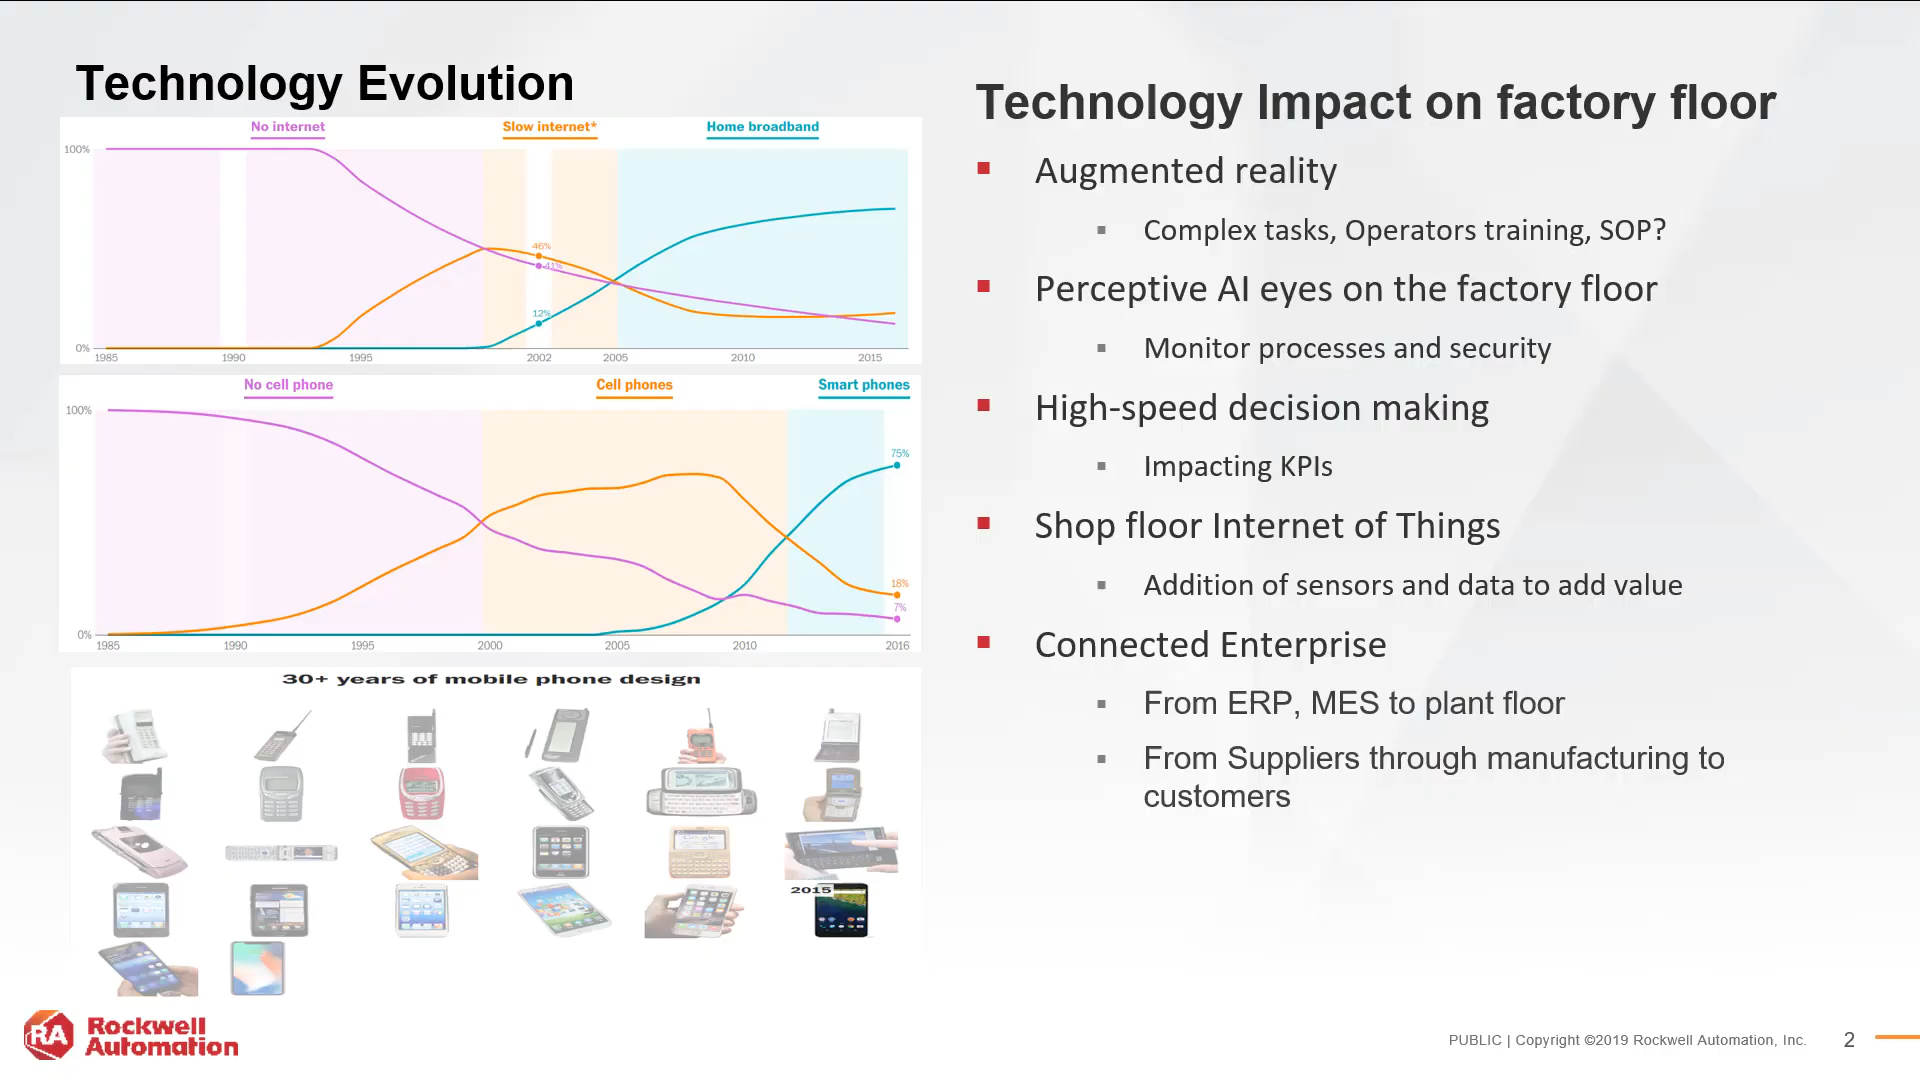 Technology Evolution
No internet
Slow internet*
Home broadband
100%
46%
41%
12%
0%
1985
1990
1995
2002
2005
2010
2015
No cell phone
Cell phones
Smart phones
100%
75%
18%
7%
0%
1985
1990
1995
2000
2005
2010
2016
30+ years of mobile phone design
Google
2015
RA
Rockwell
Automation
Technology Impact on factory floor
Augmented reality
Complex tasks, Operators training, SOP?
Perceptive AI eyes on the factory floor
Monitor processes and security
High-speed decision making
Impacting KPIs
Shop floor Internet of Things
Addition of sensors and data to add value
Connected Enterprise
From ERP, MES to plant floor
From Suppliers through manufacturing to
customers
PUBLIC | Copyright ©2019 Rockwell Automation, Inc.
2